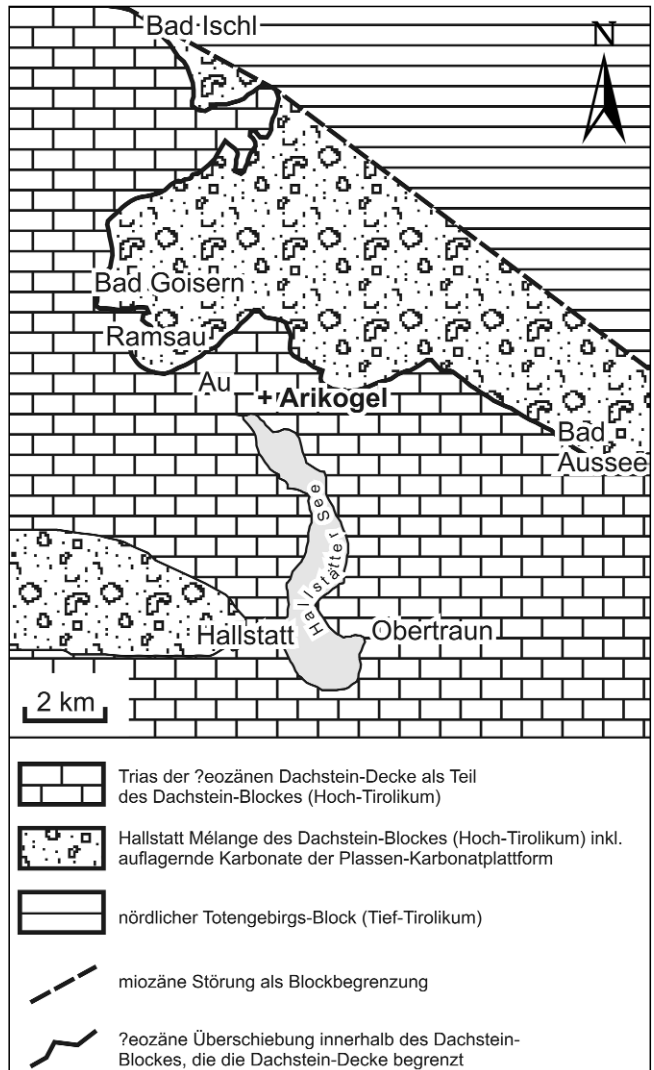 Bad Ischl
N
Bad Goisern
Ramsau
Au
+ Arikogel
Bad
Aussee
Hallstätter See
Hallstatt
Obertraun
2 km
Trias der ?eozänen Dachstein-Decke als Teil
des Dachstein-Blockes (Hoch-Tirolikum)
Hallstatt Mélange des Dachstein-Blockes (Hoch-Tirolikum) inkl.
auflagernde Karbonate der Plassen-Karbonatplattform
nördlicher Totengebirgs-Block (Tief-Tirolikum)
miozäne Störung als Blockbegrenzung
?eozäne Überschiebung innerhalb des Dachstein-
Blockes, die die Dachstein-Decke begrenzt